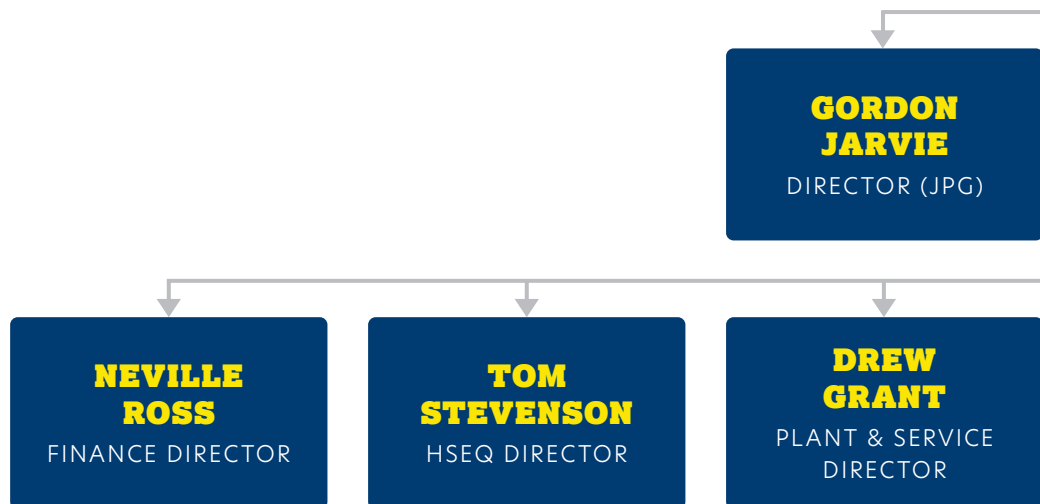 GORDON
JARVIE
DIRECTOR (JPG)
NEVILLE
ROSS
FINANCE DIRECTOR
TOM
STEVENSON
HSEQ DIRECTOR
DREW
GRANT
PLANT & SERVICE
DIRECTOR